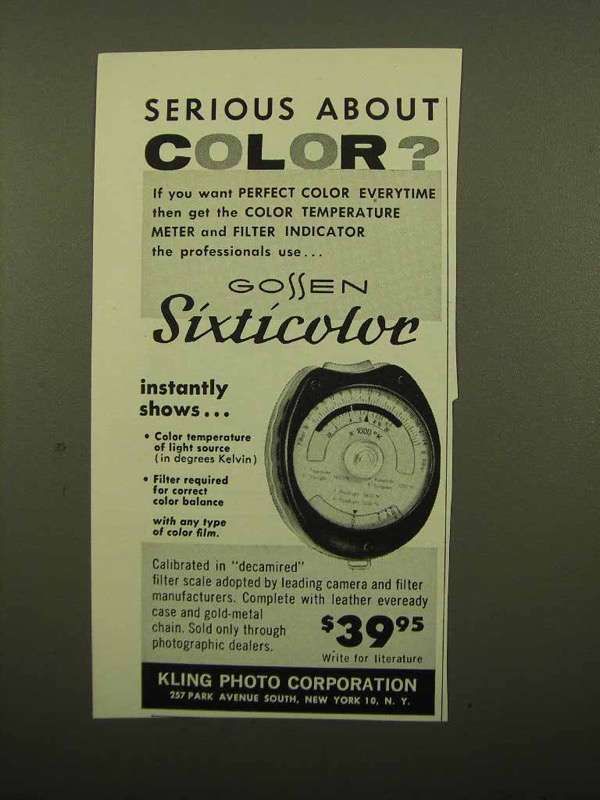 SERIOUS ABOUT
COLOR?
If you want PERFECT COLOR EVERYTIME
then get the COLOR TEMPERATURE
METER and FILTER INDICATOR
the professionals use...
GOSSEN
Sixticolor
instantly
shows...
• Color temperature
of light source
(in degrees Kelvin)
• Filter required
for correct
color balance
with any type
of color film.
x 1000 °K
Calibrated in "decamired"
filter scale adopted by leading camera and filter
manufacturers. Complete with leather eveready
case and gold-metal
chain. Sold only through
photographic dealers.
$39.95
Write for literature
KLING PHOTO CORPORATION
257 PARK AVENUE SOUTH, NEW YORK 10, N. Y.